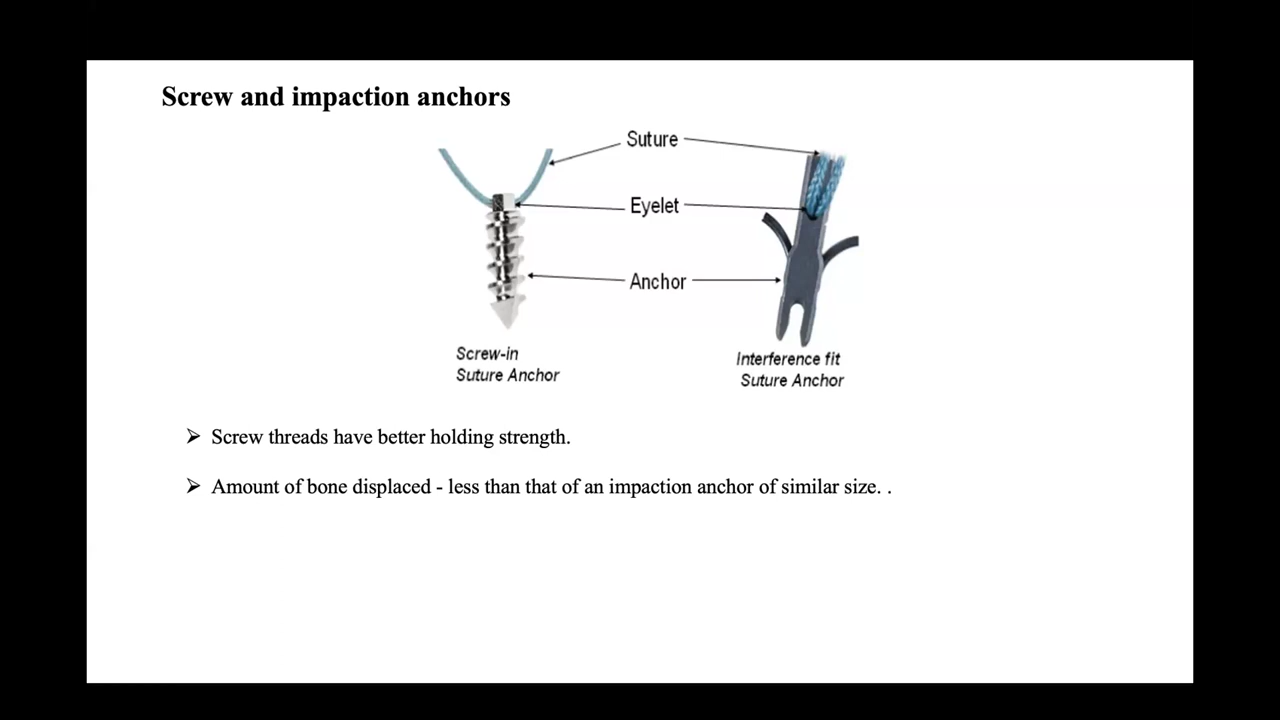 Screw and impaction anchors
Suture
Eyelet
Anchor
Screw-in
Suture Anchor
Interference fit
Suture Anchor
➢ Screw threads have better holding strength.
➢ Amount of bone displaced - less than that of an impaction anchor of similar size. .